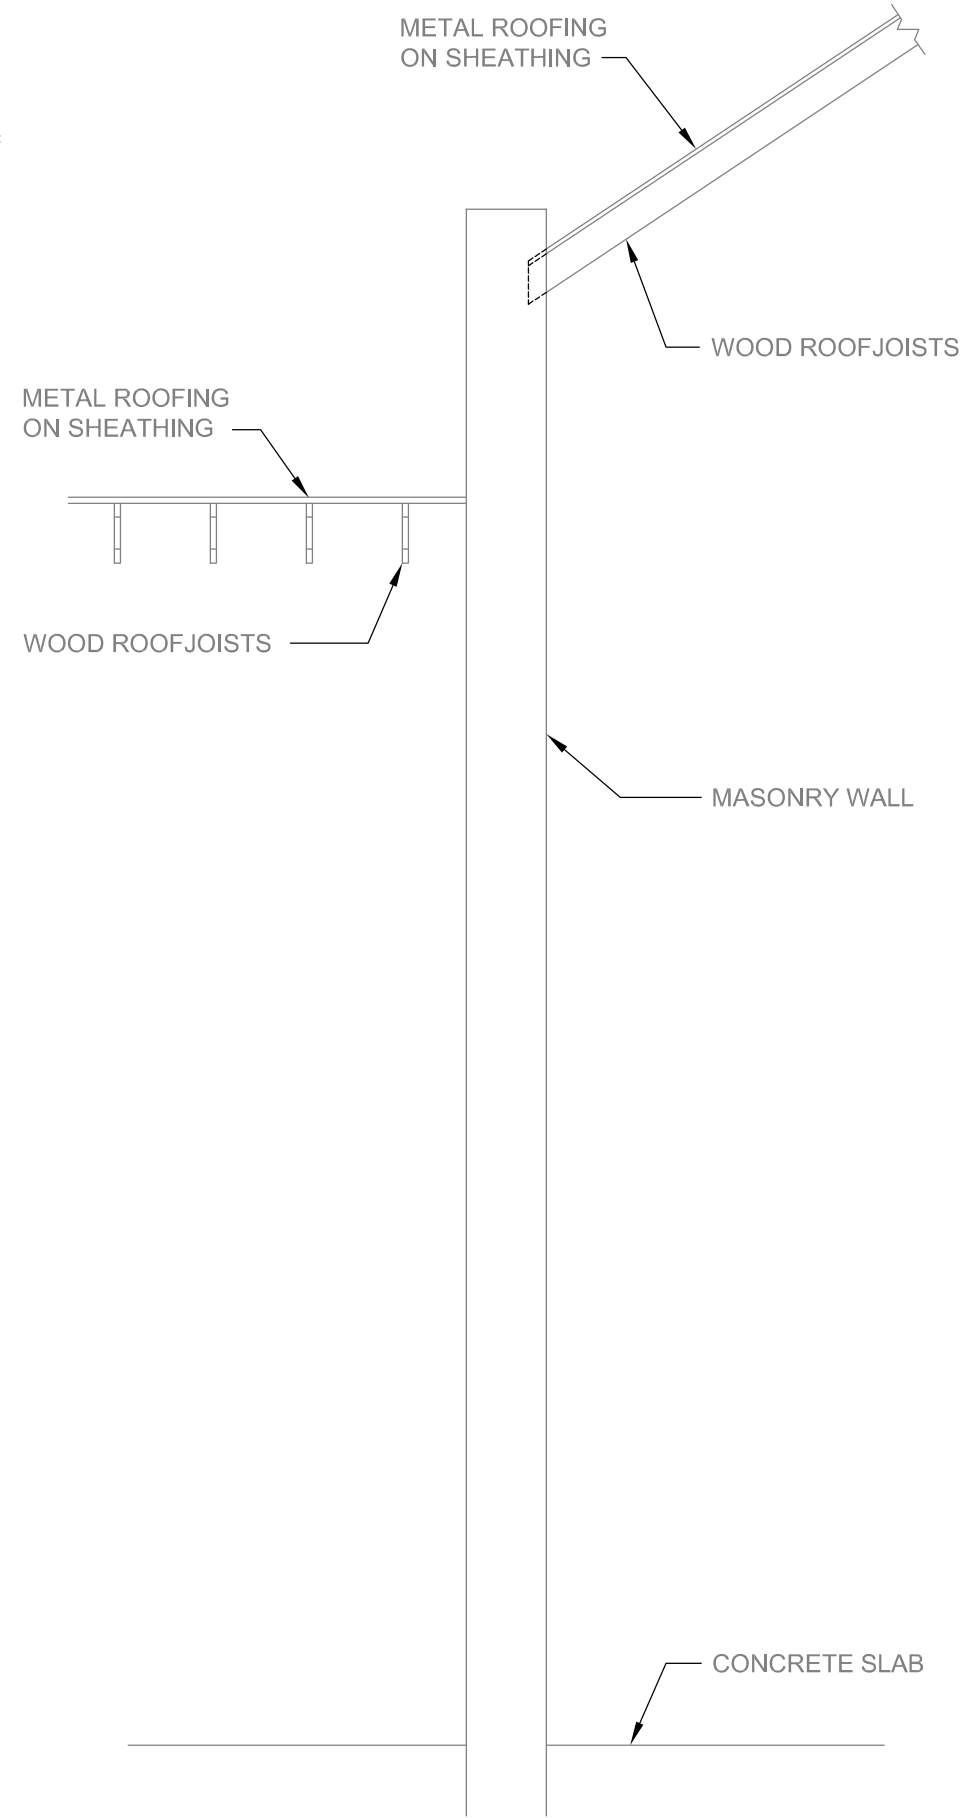 METAL ROOFING
ON SHEATHING
WOOD ROOFJOISTS
METAL ROOFING
ON SHEATHING
WOOD ROOFJOISTS
MASONRY WALL
CONCRETE SLAB